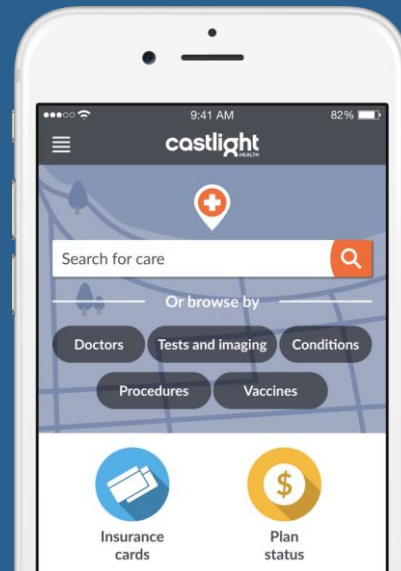 9:41 AM
82%
castlight
HEALTH
Search for care
Or browse by
Doctors
Tests and imaging
Conditions
Procedures
Vaccines
$
Insurance
cards
Plan
status